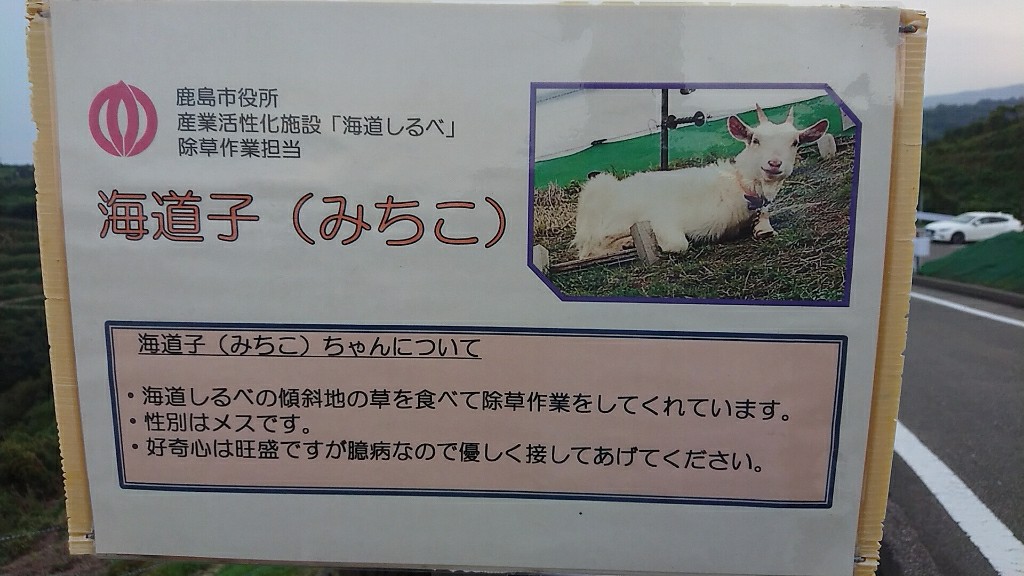 鹿島市役所
産業活性化施設「海道しるべ」
除草作業担当
海道子（みちこ）
海道子（みちこ）ちゃんについて
・海道しるべの傾斜地の草を食べて除草作業をしてくれています。
・性別はメスです。
・好奇心は旺盛ですが臆病なので優しく接してあげてください。